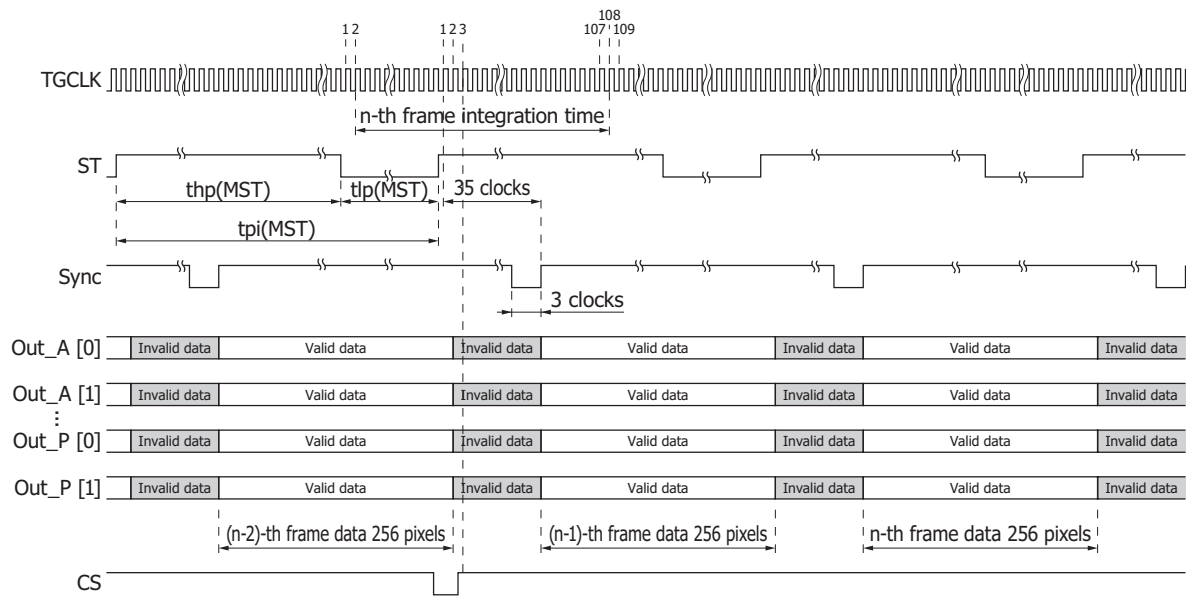 108
1 2 1 2 3 107 109
TGCLK
n-th frame integration time
ST
thp(MST) tlp(MST) 35 clocks
tpi(MST)
Sync
3 clocks
Out_A [0] Invalid data Valid data Invalid data Valid data Invalid data Valid data Invalid data
Out_A [1] Invalid data Valid data Invalid data Valid data Invalid data Valid data Invalid data
⋮
Out_P [0] Invalid data Valid data Invalid data Valid data Invalid data Valid data Invalid data
Out_P [1] Invalid data Valid data Invalid data Valid data Invalid data Valid data Invalid data
(n-2)-th frame data 256 pixels (n-1)-th frame data 256 pixels n-th frame data 256 pixels
CS